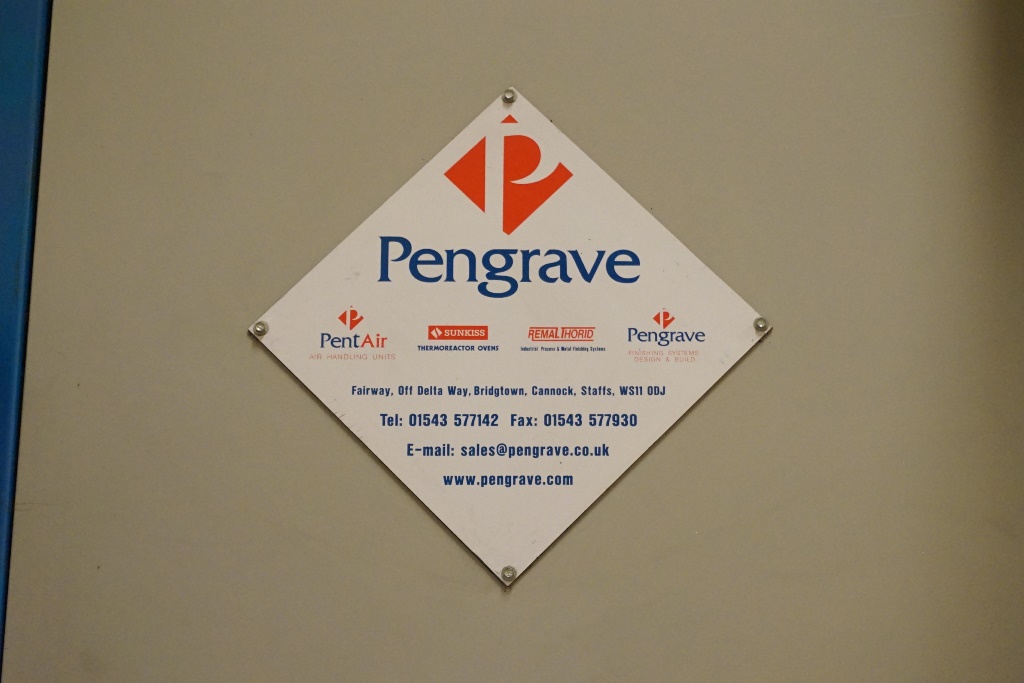 P
Pengrave
PentAir
AIR HANDLING UNITS
SUNKISS
THERMOREACTOR OVENS
REMALTHORID
Industrial Process & Metal Finishing Systems
Pengrave
FINISHING SYSTEMS
DESIGN & BUILD
Fairway, Off Delta Way, Bridgtown, Cannock, Staffs, WS11 0DJ
Tel: 01543 577142 Fax: 01543 577930
E-mail: sales@pengrave.co.uk
www.pengrave.com